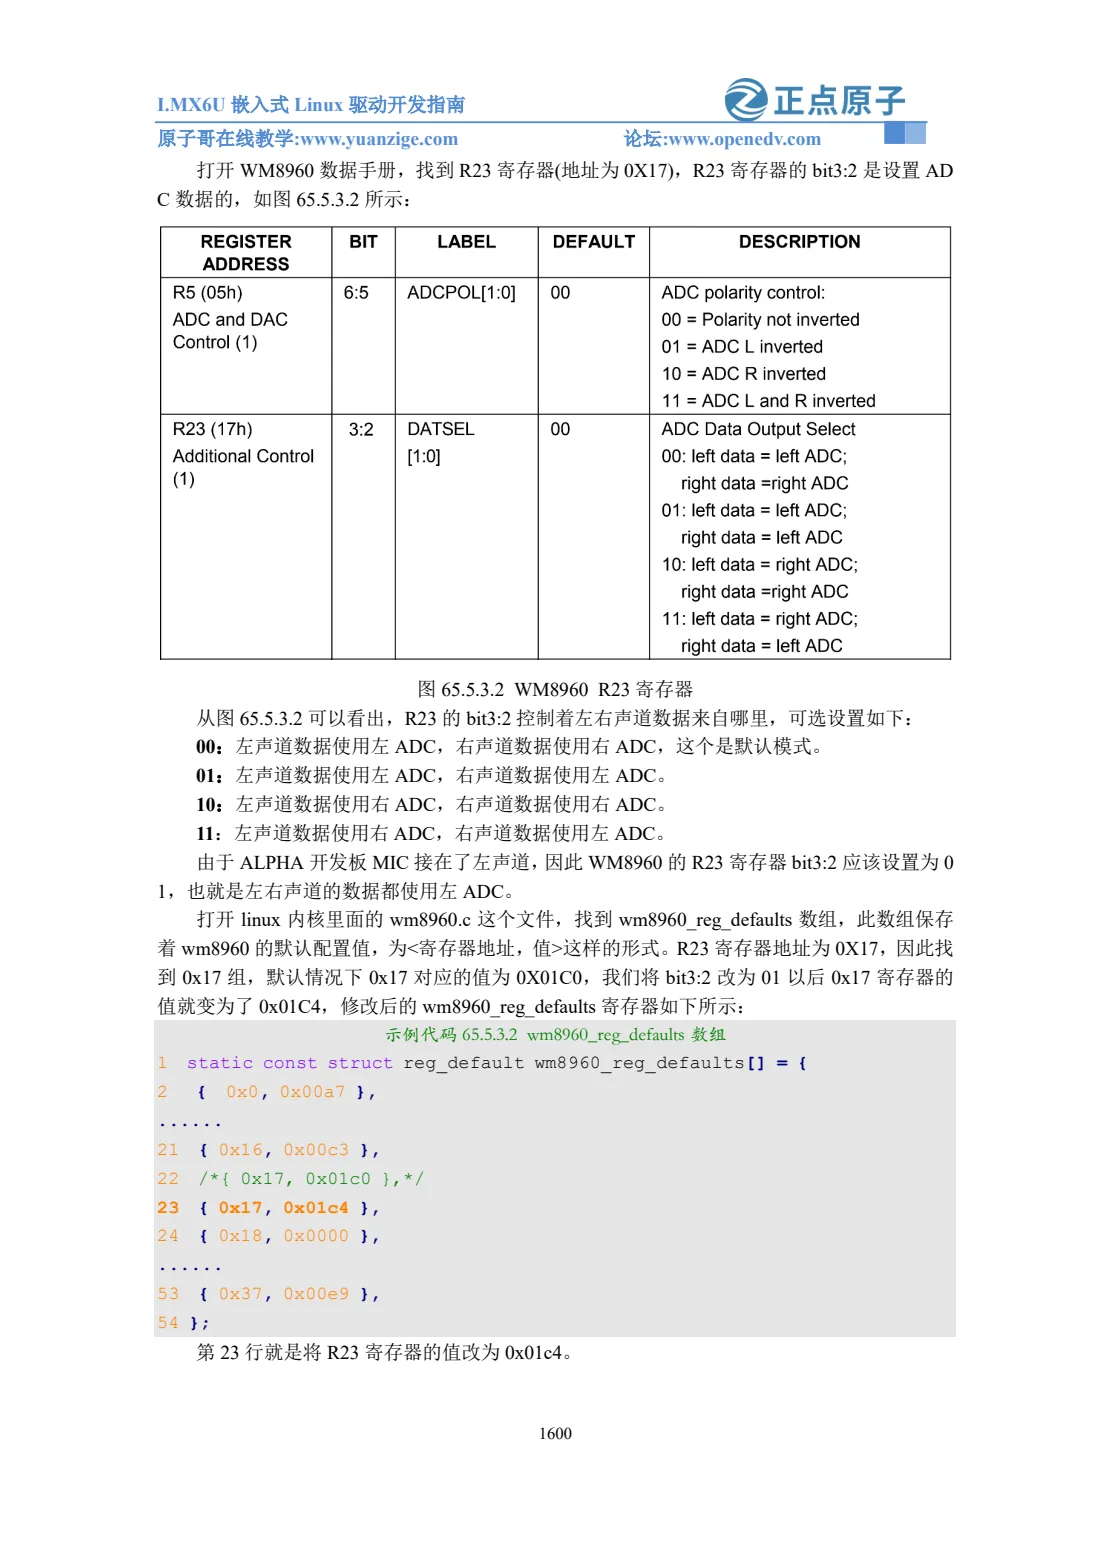 I.MX6U 嵌入式 Linux 驱动开发指南
正点原子
原子哥在线教学:www.yuanzige.com 论坛:www.openedv.com
打开 WM8960 数据手册，找到 R23 寄存器(地址为 0X17)，R23 寄存器的 bit3:2 是设置 AD
C 数据的，如图 65.5.3.2 所示：
REGISTER ADDRESS BIT LABEL DEFAULT DESCRIPTION
R5 (05h) 6:5 ADCPOL[1:0] 00 ADC polarity control:
ADC and DAC 00 = Polarity not inverted
Control (1) 01 = ADC L inverted
10 = ADC R inverted
11 = ADC L and R inverted
R23 (17h) 3:2 DATSEL 00 ADC Data Output Select
Additional Control [1:0] 00: left data = left ADC;
(1) right data =right ADC
01: left data = left ADC;
right data = left ADC
10: left data = right ADC;
right data =right ADC
11: left data = right ADC;
right data = left ADC
图 65.5.3.2 WM8960 R23 寄存器
从图 65.5.3.2 可以看出，R23 的 bit3:2 控制着左右声道数据来自哪里，可选设置如下：
00：左声道数据使用左 ADC，右声道数据使用右 ADC，这个是默认模式。
01：左声道数据使用左 ADC，右声道数据使用左 ADC。
10：左声道数据使用右 ADC，右声道数据使用右 ADC。
11：左声道数据使用右 ADC，右声道数据使用左 ADC。
由于 ALPHA 开发板 MIC 接在了左声道，因此 WM8960 的 R23 寄存器 bit3:2 应该设置为 0
1，也就是左右声道的数据都使用左 ADC。
打开 linux 内核里面的 wm8960.c 这个文件，找到 wm8960_reg_defaults 数组，此数组保存
着 wm8960 的默认配置值，为<寄存器地址，值>这样的形式。R23 寄存器地址为 0X17，因此找
到 0x17 组，默认情况下 0x17 对应的值为 0X01C0，我们将 bit3:2 改为 01 以后 0x17 寄存器的
值就变为了 0x01C4，修改后的 wm8960_reg_defaults 寄存器如下所示：
示例代码 65.5.3.2 wm8960_reg_defaults 数组
1 static const struct reg_default wm8960_reg_defaults[] = {
2 { 0x0, 0x00a7 },
......
21 { 0x16, 0x00c3 },
22 /*{ 0x17, 0x01c0 },*/
23 { 0x17, 0x01c4 },
24 { 0x18, 0x0000 },
......
53 { 0x37, 0x00e9 },
54 };
第 23 行就是将 R23 寄存器的值改为 0x01c4。
1600